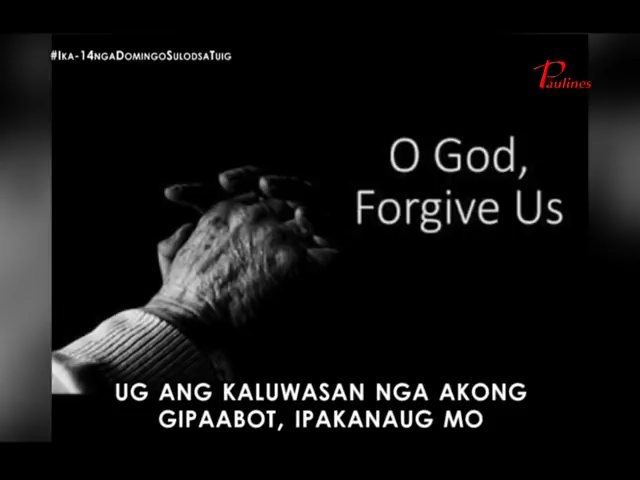 #Ika-14ngaDomingoSulodsaTuig
Paulines
O God,
Forgive Us
UG ANG KALUWASAN NGA AKONG
GIPAABOT, IPAKANAUG MO